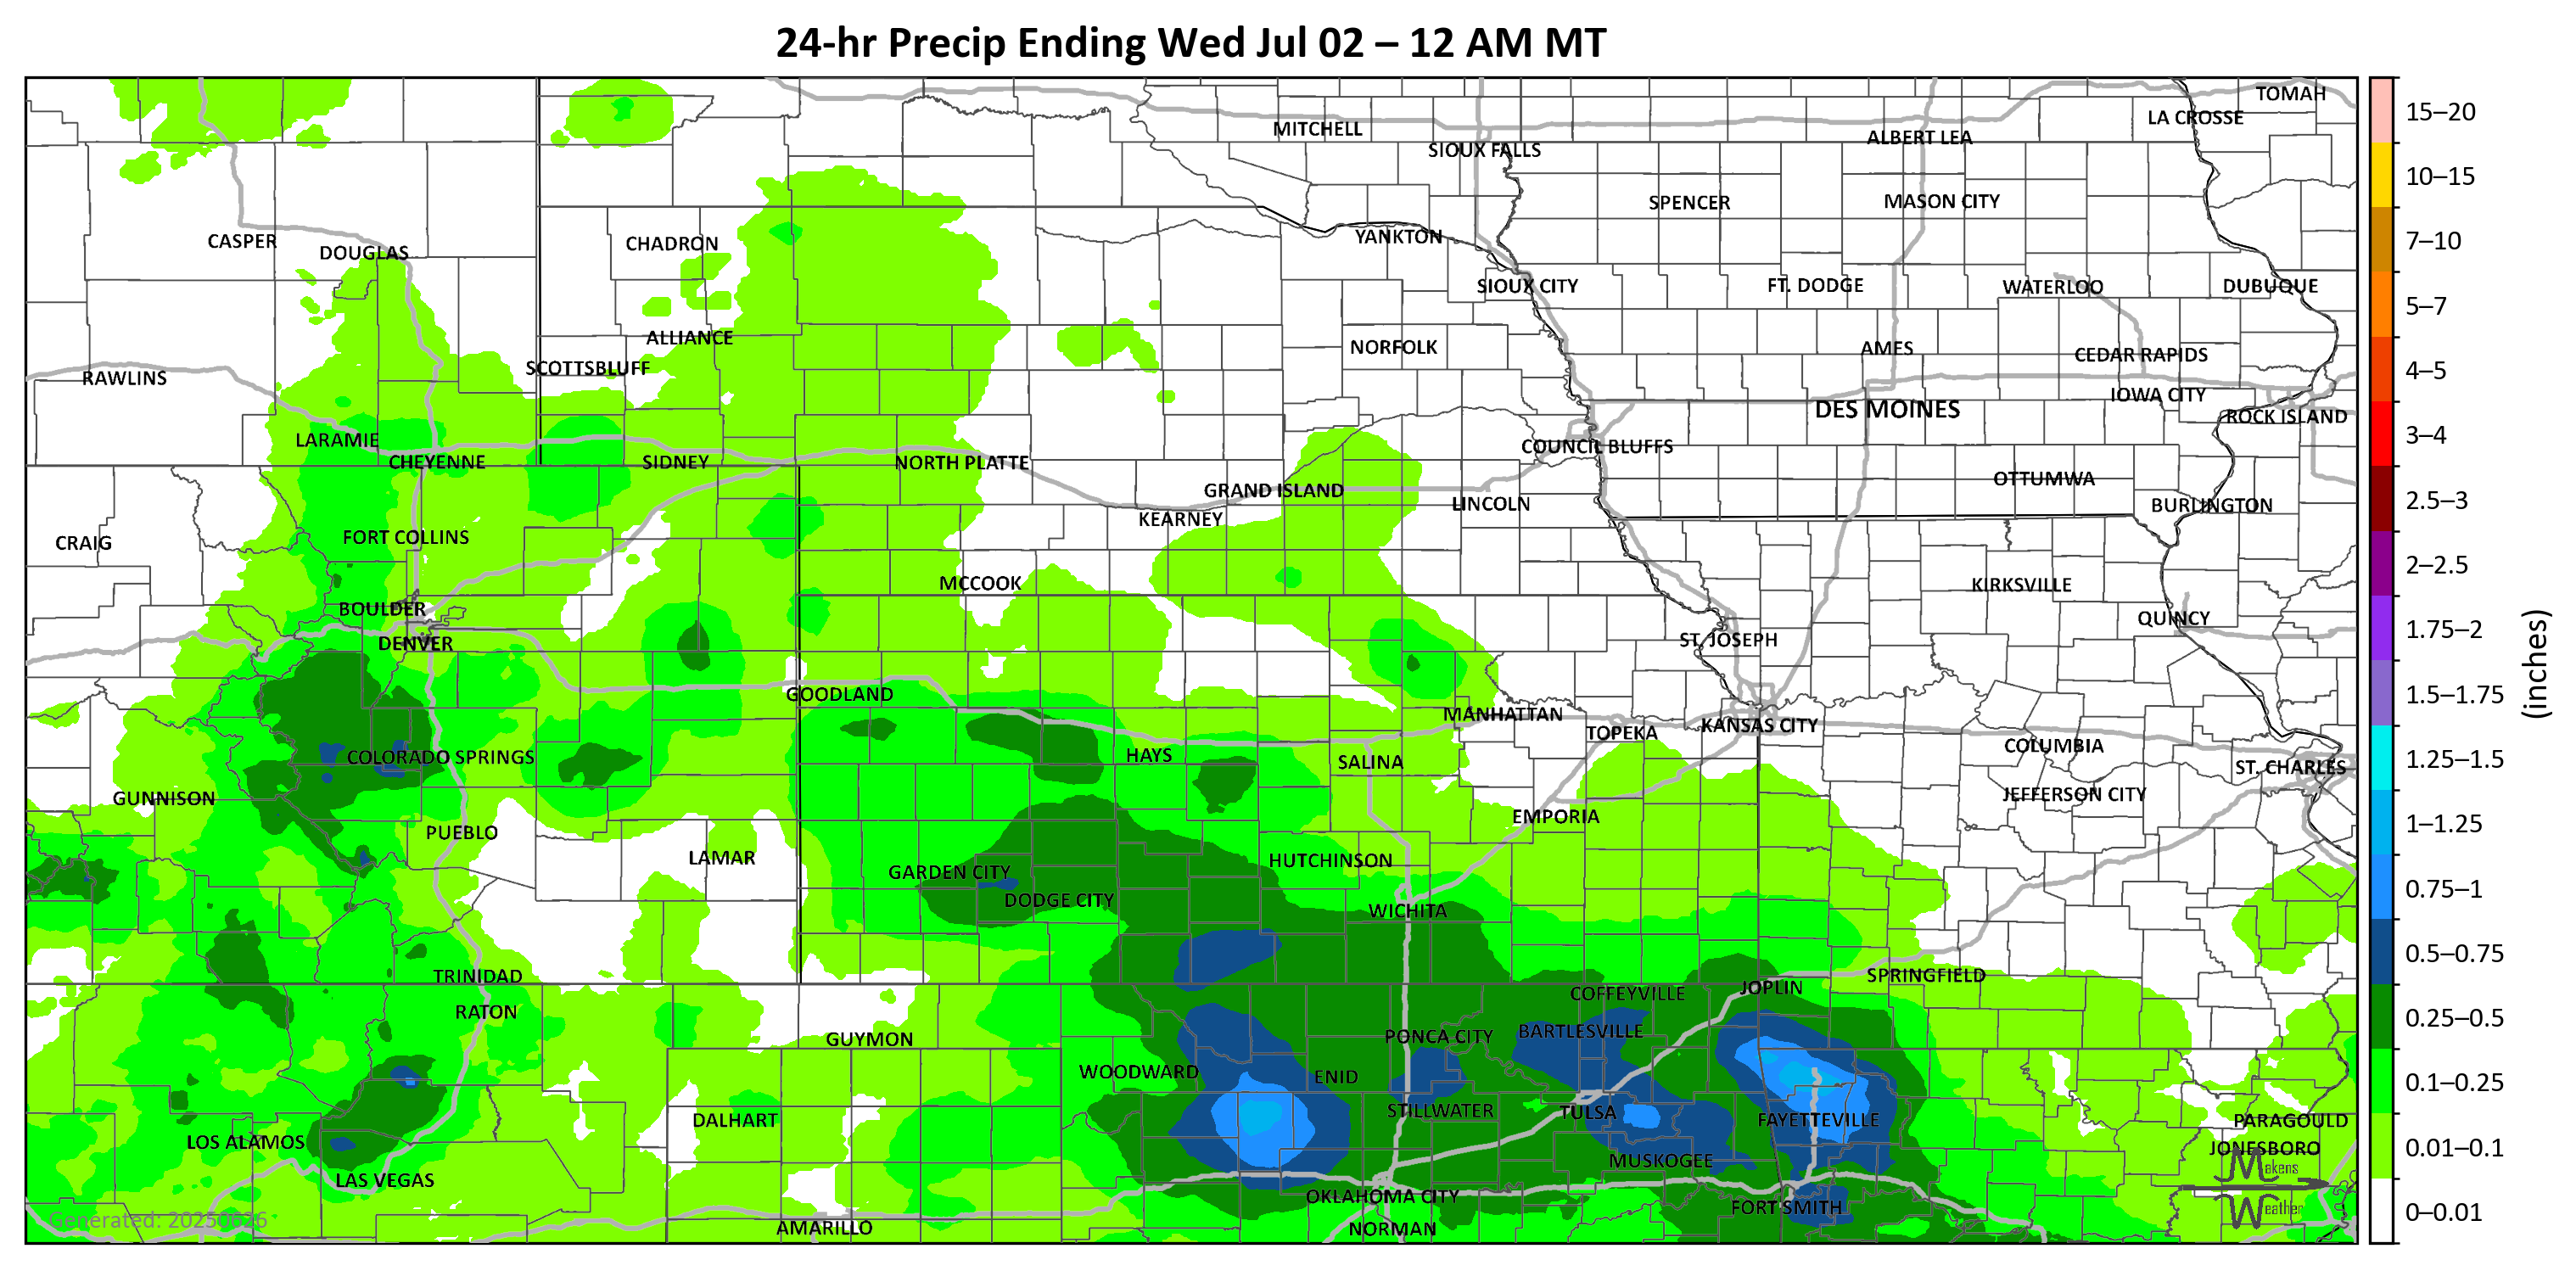 24-hr Precip Ending Wed Jul 02 – 12 AM MT
TOMAH
LA CROSSE
MITCHELL
ALBERT LEA
SIOUX FALLS
SPENCER
MASON CITY
CASPER
DOUGLAS
CHADRON
YANKTON
SIOUX CITY
FT. DODGE
WATERLOO
DUBUQUE
ALLIANCE
NORFOLK
AMES
CEDAR RAPIDS
SCOTTSBLUFF
RAWLINS
IOWA CITY
DES MOINES
ROCK ISLAND
LARAMIE
COUNCIL BLUFFS
CHEYENNE
SIDNEY
NORTH PLATTE
OTTUMWA
GRAND ISLAND
LINCOLN
BURLINGTON
KEARNEY
FORT COLLINS
CRAIG
MCCOOK
KIRKSVILLE
BOULDER
QUINCY
DENVER
ST. JOSEPH
GOODLAND
MANHATTAN
TOPEKA
KANSAS CITY
COLUMBIA
COLORADO SPRINGS
HAYS
SALINA
ST. CHARLES
GUNNISON
JEFFERSON CITY
EMPORIA
PUEBLO
LAMAR
HUTCHINSON
GARDEN CITY
DODGE CITY
WICHITA
TRINIDAD
SPRINGFIELD
COFFEYVILLE
JOPLIN
RATON
GUYMON
PONCA CITY
BARTLESVILLE
WOODWARD
ENID
DALHART
STILLWATER
TULSA
FAYETTEVILLE
PARAGOULD
LOS ALAMOS
JONESBORO
MUSKOGEE
LAS VEGAS
OKLAHOMA CITY
FORT SMITH
AMARILLO
NORMAN
Generated: 20250626
Makens
Weather
15–20
10–15
7–10
5–7
4–5
3–4
2.5–3
2–2.5
1.75–2
1.5–1.75
1.25–1.5
1–1.25
0.75–1
0.5–0.75
0.25–0.5
0.1–0.25
0.01–0.1
0–0.01
(inches)